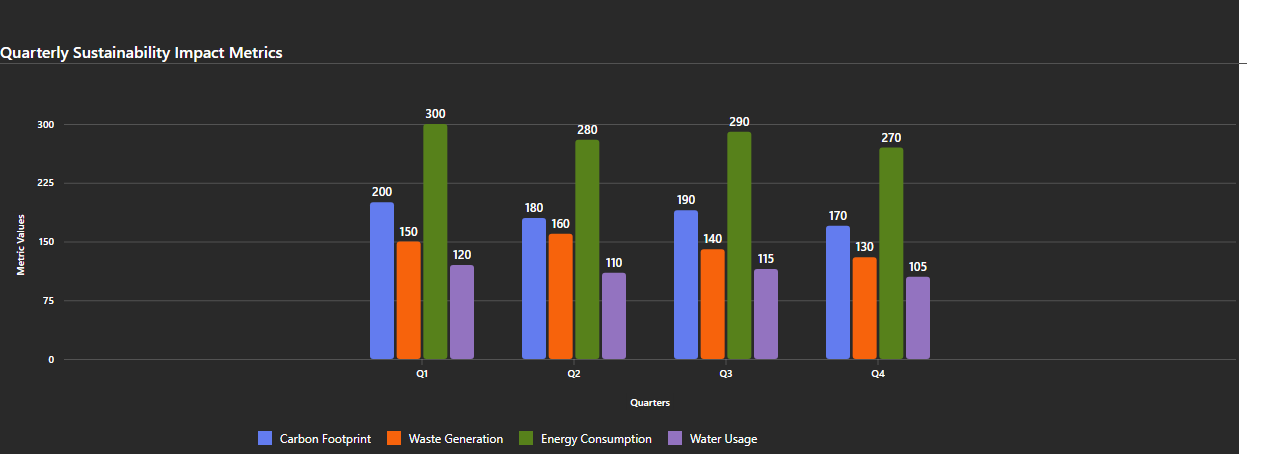 Quarterly Sustainability Impact Metrics
300
225
150
75
0
Metric Values
200
150
300
120
180
160
280
110
190
140
290
115
170
130
270
105
Q1
Q2
Q3
Q4
Quarters
Carbon Footprint
Waste Generation
Energy Consumption
Water Usage